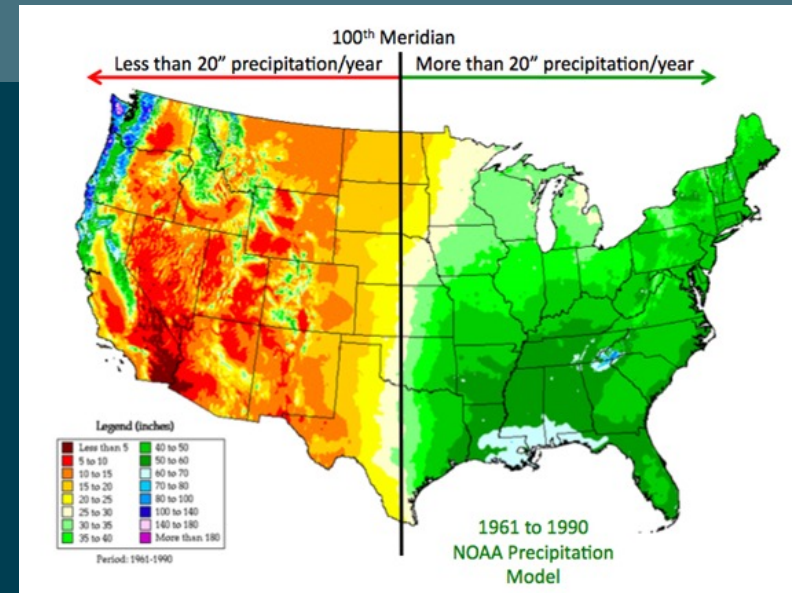 100th Meridian
Less than 20” precipitation/year
More than 20” precipitation/year
Legend (inches)
Less than 5
5 to 10
10 to 15
15 to 20
20 to 25
25 to 30
30 to 35
35 to 40
40 to 50
50 to 60
60 to 70
70 to 80
80 to 100
100 to 140
140 to 180
More than 180
Period: 1961-1990
1961 to 1990
NOAA Precipitation
Model